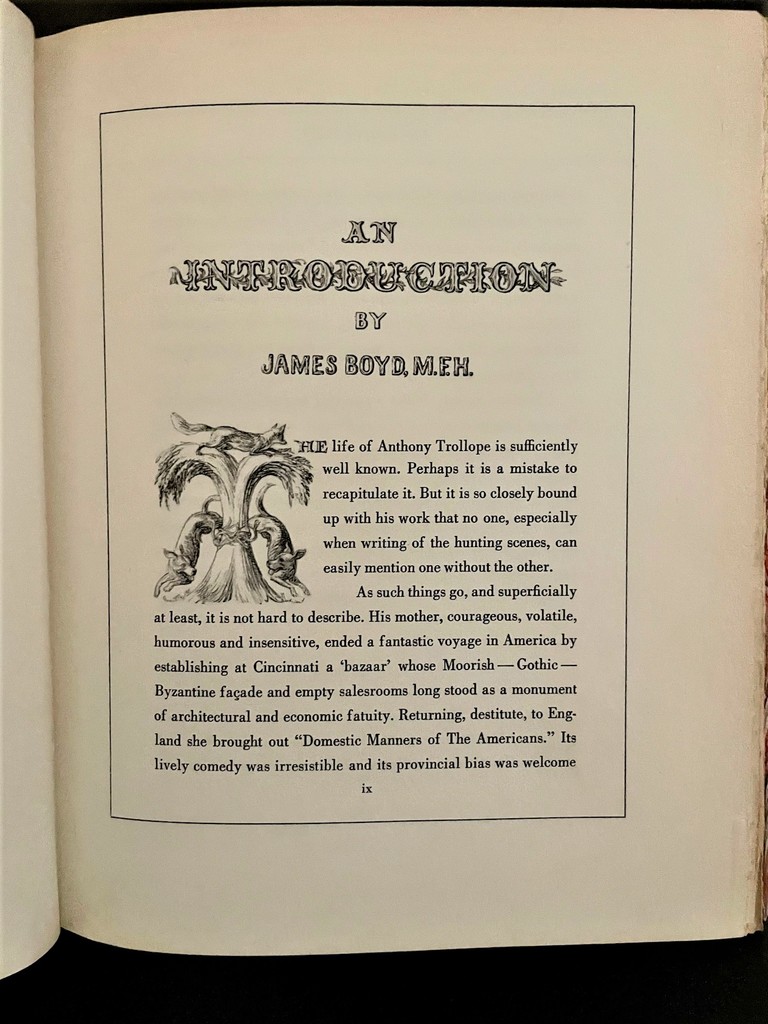 AN
INTRODUCTION
BY
JAMES BOYD, M.F.H.
THE life of Anthony Trollope is sufficiently
well known. Perhaps it is a mistake to
recapitulate it. But it is so closely bound
up with his work that no one, especially
when writing of the hunting scenes, can
easily mention one without the other.
As such things go, and superficially
at least, it is not hard to describe. His mother, courageous, volatile,
humorous and insensitive, ended a fantastic voyage in America by
establishing at Cincinnati a ‘bazaar’ whose Moorish — Gothic —
Byzantine façade and empty salesrooms long stood as a monument
of architectural and economic fatuity. Returning, destitute, to Eng-
land she brought out “Domestic Manners of The Americans.” Its
lively comedy was irresistible and its provincial bias was welcome
ix